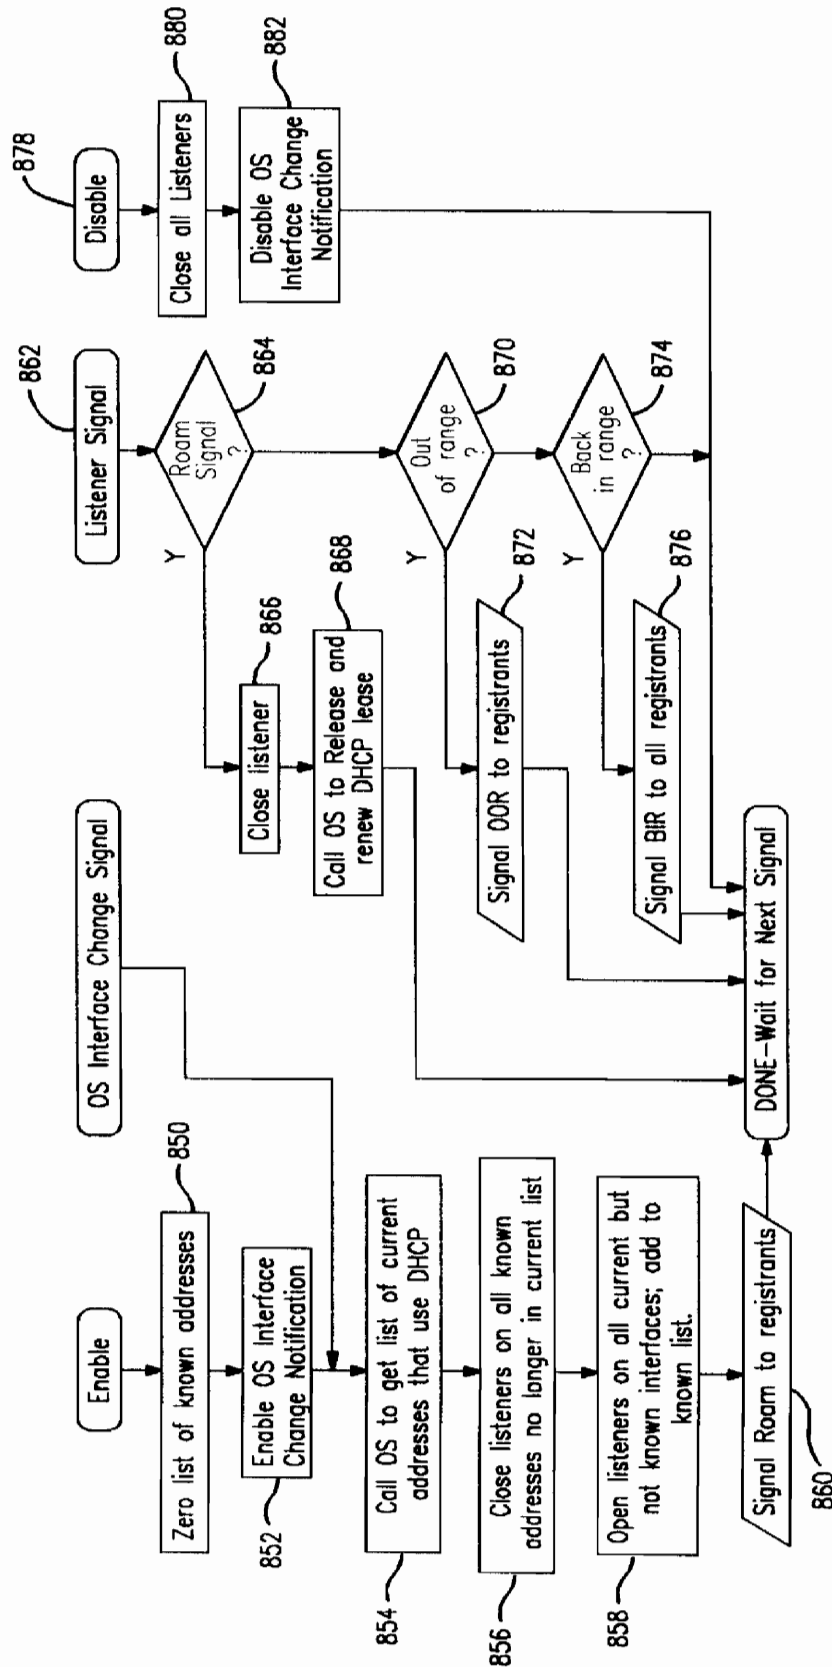 Enable
Zero list of known addresses
850
Enable OS Interface
Change Notification
852
Call OS to get list of current
addresses that use DHCP
854
Close listeners on all known
addresses no longer in current list
856
Open listeners on all current but
not known interfaces; add to
known list.
858
Signal Roam to registrants
860
OS Interface Change Signal
Listener Signal
862
Roam
Signal
?
864
Y
Close listener
866
Call OS to Release and
renew DHCP lease
868
Out
of range
?
870
Y
Signal OOR to registrants
872
Back
in range
?
874
Y
Signal BIR to all registrants
876
Disable
878
Close all Listeners
880
Disable OS
Interface Change
Notification
882
DONE-Wait for Next Signal